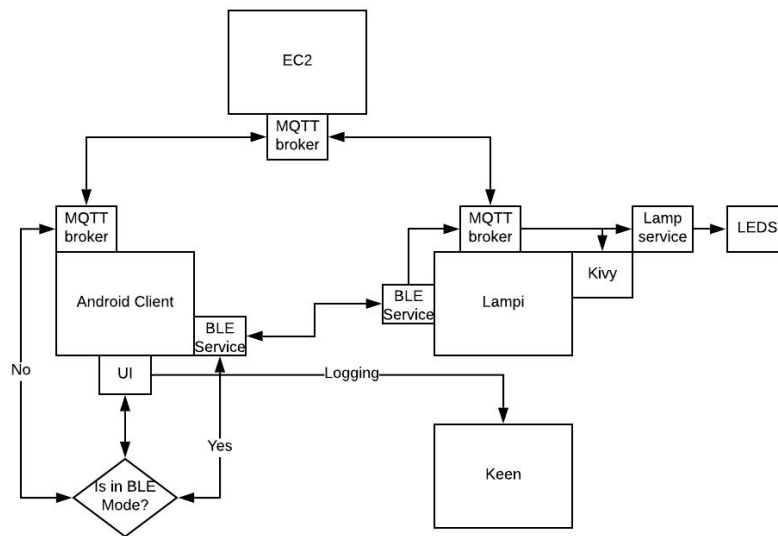 EC2
MQTT
broker
MQTT
broker
MQTT
broker
Lamp
service
LEDS
Android Client
BLE
Service
Lampi
Kivy
BLE
Service
No
UI
Logging
Yes
Is in BLE
Mode?
Keen